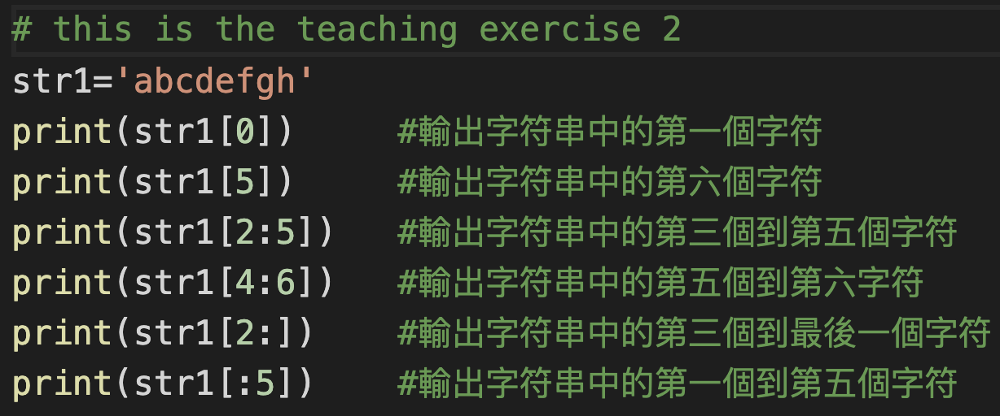 # this is the teaching exercise 2
str1='abcdefgh'
print(str1[0])     #輸出字符串中的第一個字符
print(str1[5])     #輸出字符串中的第六個字符
print(str1[2:5])   #輸出字符串中的第三個到第五個字符
print(str1[4:6])   #輸出字符串中的第五個到第六字符
print(str1[2:])    #輸出字符串中的第三個到最後一個字符
print(str1[:5])    #輸出字符串中的第一個到第五個字符